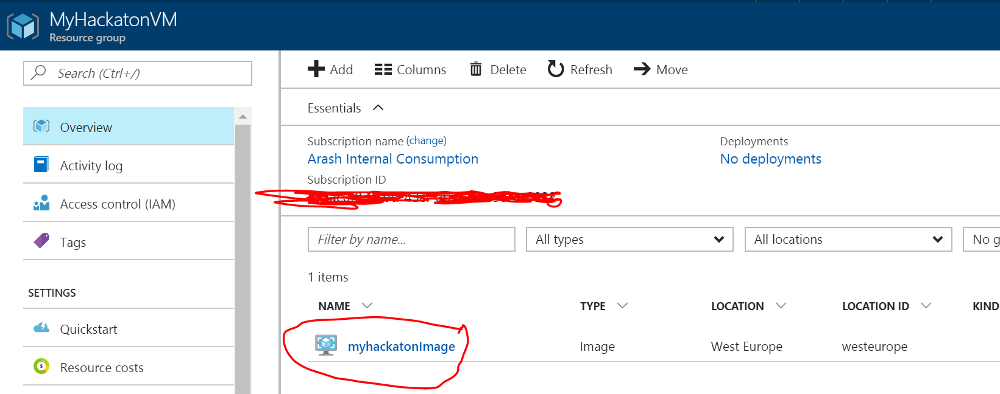 MyHackatonVM
Resource group
Search (Ctrl+/)
Overview
Activity log
Access control (IAM)
Tags
SETTINGS
Quickstart
Resource costs
Add Columns Delete Refresh Move
Essentials
Subscription name (change) Deployments
Arash Internal Consumption No deployments
Subscription ID
Filter by name... All types All locations No g
1 items
NAME TYPE LOCATION LOCATION ID KIND
myhackatonImage Image West Europe westeurope